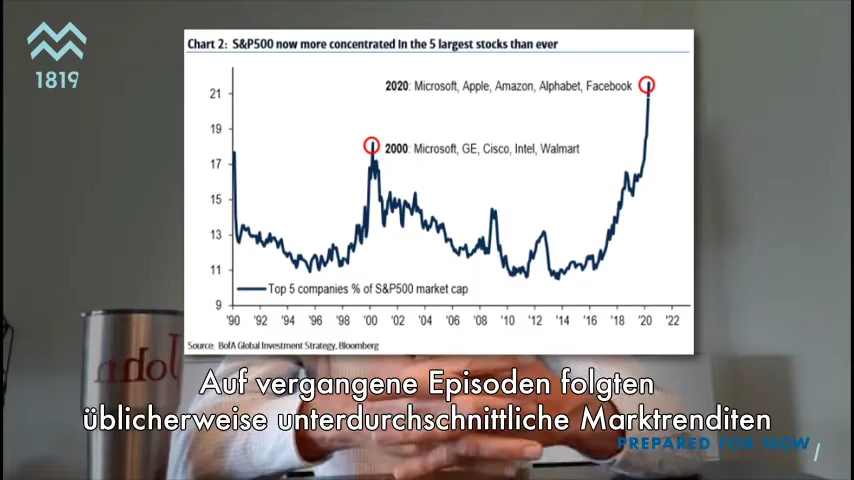 1819
Chart 2: S&P500 now more concentrated in the 5 largest stocks than ever
21
19
17
15
13
11
9
2020: Microsoft, Apple, Amazon, Alphabet, Facebook
2000: Microsoft, GE, Cisco, Intel, Walmart
Top 5 companies % of S&P500 market cap
'90 '92 '94 '96 '98 '00 '02 '04 '06 '08 '10 '12 '14 '16 '18 '20 '22
Source: BofA Global Investment Strategy, Bloomberg
John
Auf vergangene Episoden folgten
üblicherweise unterdurchschnittliche Marktrenditen
PREPARED FOR NOW /